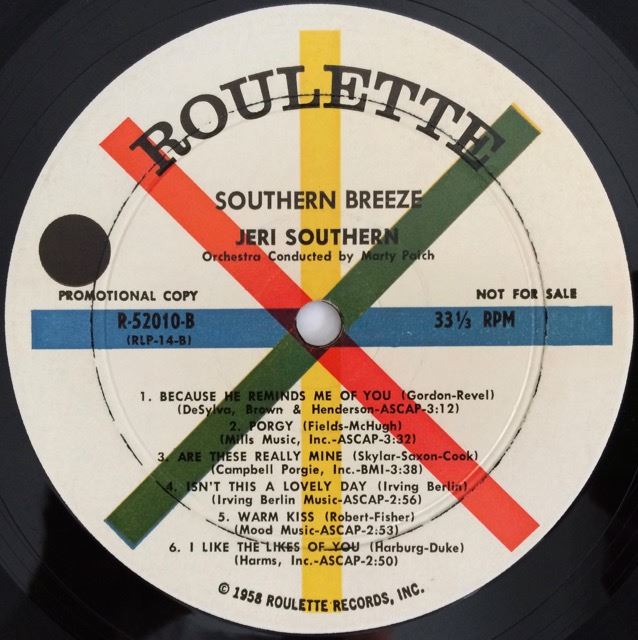 ROULETTE
SOUTHERN BREEZE
JERI SOUTHERN
Orchestra Conducted by Marty Paich
PROMOTIONAL COPY
NOT FOR SALE
R-52010-B
33⅓ RPM
(RLP-14-B)
1. BECAUSE HE REMINDS ME OF YOU (Gordon-Revel)
(DeSylva, Brown & Henderson-ASCAP-3:12)
2. PORGY (Fields-McHugh)
(Mills Music, Inc.-ASCAP-3:32)
3. ARE THESE REALLY MINE (Skylar-Saxon-Cook)
(Campbell Porgie, Inc.-BMI-3:38)
4. ISN'T THIS A LOVELY DAY (Irving Berlin)
(Irving Berlin Music-ASCAP-2:56)
5. WARM KISS (Robert-Fisher)
(Mood Music-ASCAP-2:53)
6. I LIKE THE LIKES OF YOU (Harburg-Duke)
(Harms, Inc.-ASCAP-2:50)
© 1958 ROULETTE RECORDS, INC.